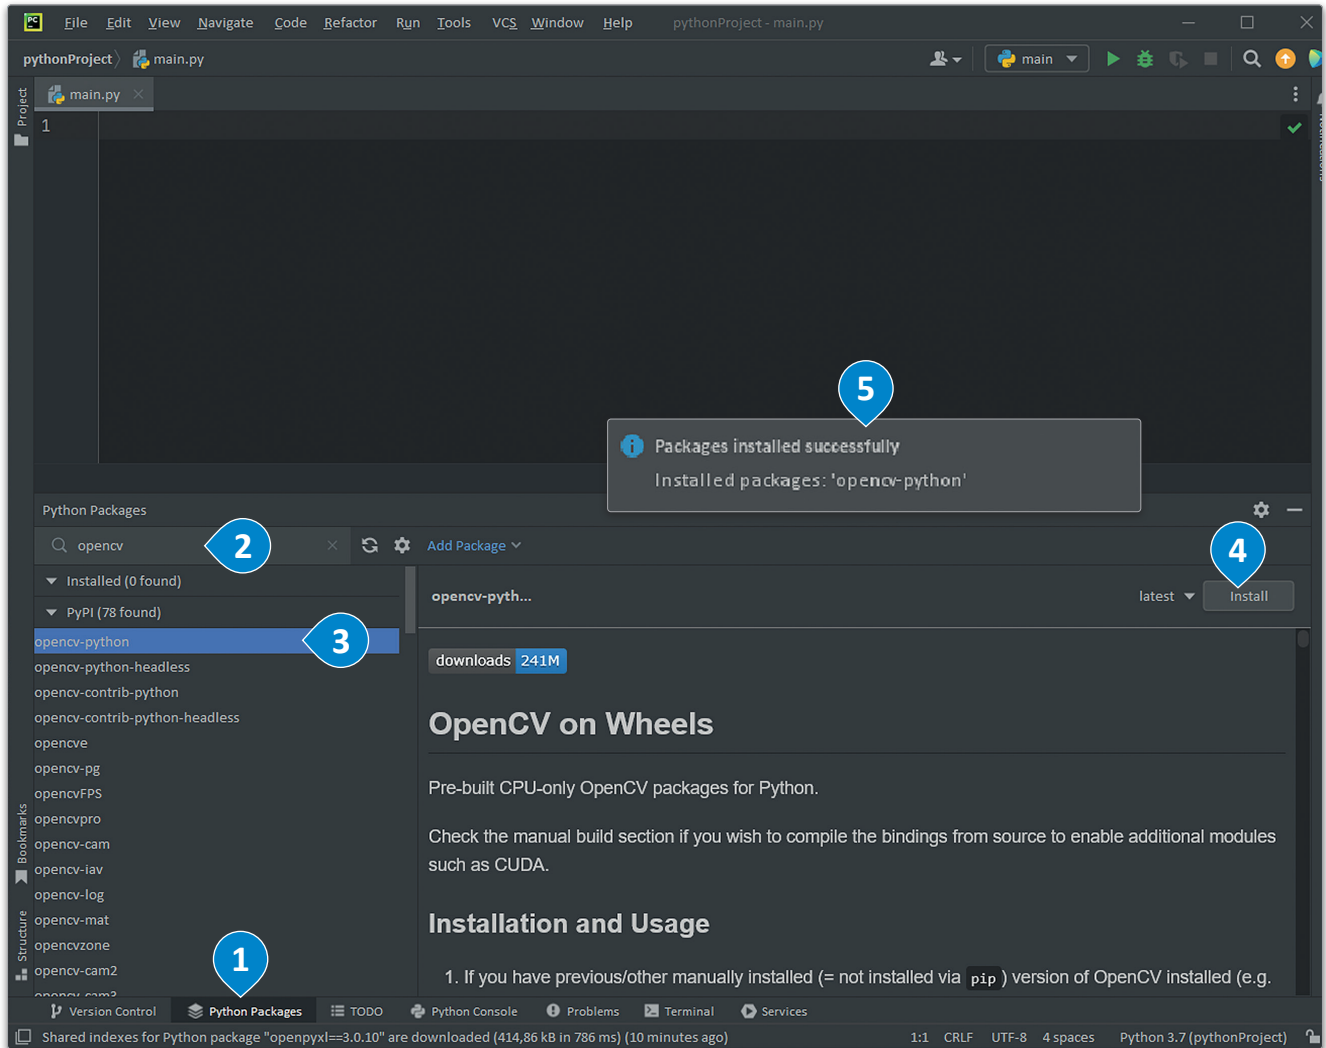 PC File Edit View Navigate Code Refactor Run Tools VCS Window Help pythonProject - main.py
pythonProject main.py main
Project
main.py
1
5
Packages installed successfully
Installed packages: 'opencv-python'
Python Packages
opencv 2 Add Package
4
Installed (0 found)
opencv-pyth... latest Install
PyPI (78 found)
opencv-python 3
opencv-python-headless
opencv-contrib-python
opencv-contrib-python-headless
opencve
opencv-pg
opencvFPS
opencvpro
opencv-cam
opencv-iav
opencv-log
opencv-mat
opencvzone
opencv-cam2
opencv-cam3
downloads 241M
OpenCV on Wheels
Pre-built CPU-only OpenCV packages for Python.
Check the manual build section if you wish to compile the bindings from source to enable additional modules
such as CUDA.
Installation and Usage
1. If you have previous/other manually installed (= not installed via pip ) version of OpenCV installed (e.g.
Bookmarks
Structure
1
Version Control Python Packages TODO Python Console Problems Terminal Services
Shared indexes for Python package "openpyxl==3.0.10" are downloaded (414,86 kB in 786 ms) (10 minutes ago) 1:1 CRLF UTF-8 4 spaces Python 3.7 (pythonProject)